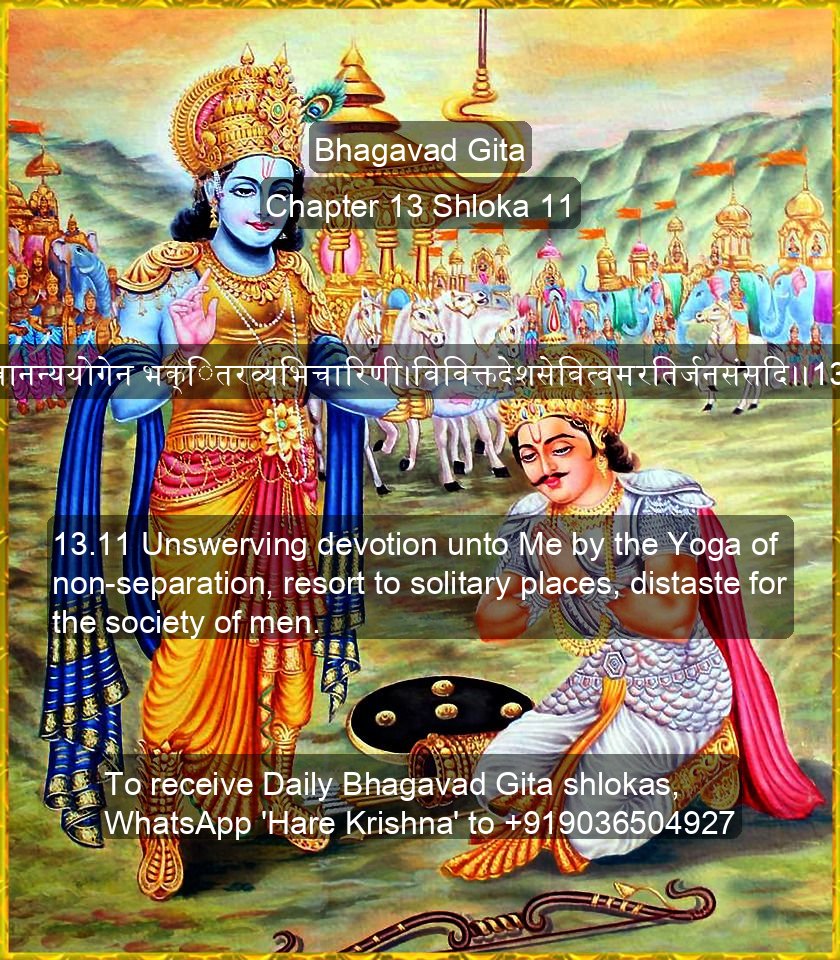 Bhagavad Gita
Chapter 13 Shloka 11
ानन्ययोगेन भक्ितरव्यभिचारिणी।विविक्तदेशसेवित्वमरतिर्जनसंसदि।।13
13.11 Unswerving devotion unto Me by the Yoga of
non-separation, resort to solitary places, distaste for
the society of men.
To receive Daily Bhagavad Gita shlokas,
WhatsApp 'Hare Krishna' to +919036504927